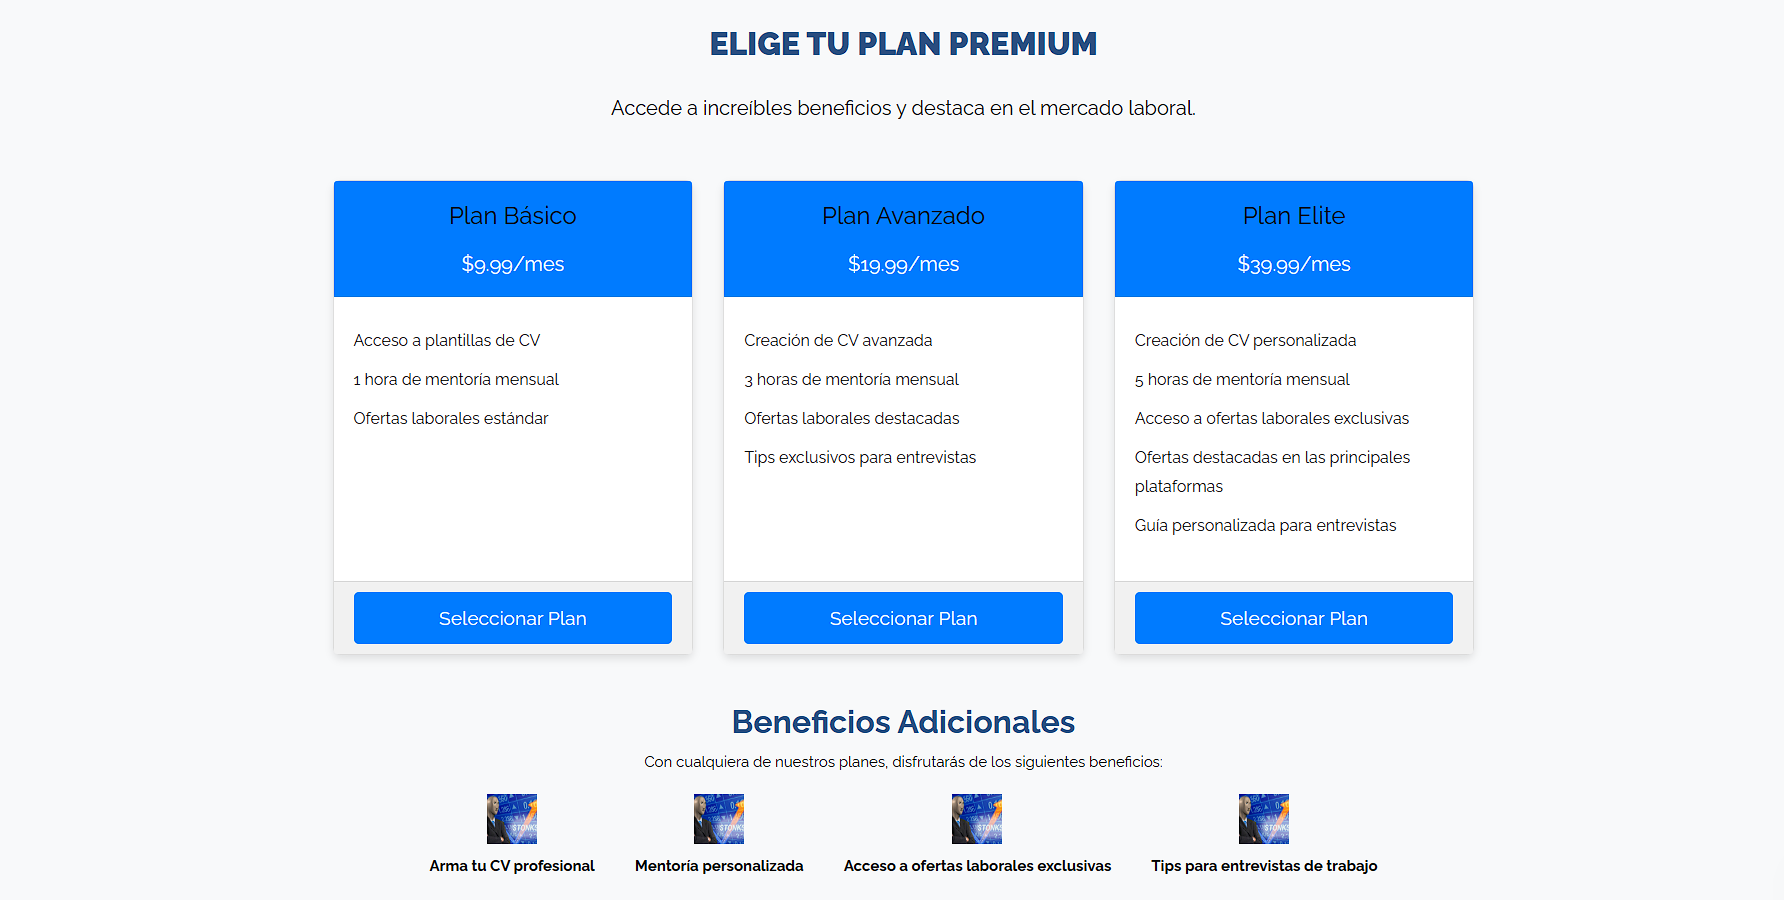 ELIGE TU PLAN PREMIUM
Accede a increíbles beneficios y destaca en el mercado laboral.
Plan Básico
$9.99/mes
Acceso a plantillas de CV
1 hora de mentoría mensual
Ofertas laborales estándar
Seleccionar Plan
Plan Avanzado
$19.99/mes
Creación de CV avanzada
3 horas de mentoría mensual
Ofertas laborales destacadas
Tips exclusivos para entrevistas
Seleccionar Plan
Plan Elite
$39.99/mes
Creación de CV personalizada
5 horas de mentoría mensual
Acceso a ofertas laborales exclusivas
Ofertas destacadas en las principales
plataformas
Guía personalizada para entrevistas
Seleccionar Plan
Beneficios Adicionales
Con cualquiera de nuestros planes, disfrutarás de los siguientes beneficios:
STONKS
Arma tu CV profesional
STONKS
Mentoría personalizada
STONKS
Acceso a ofertas laborales exclusivas
STONKS
Tips para entrevistas de trabajo